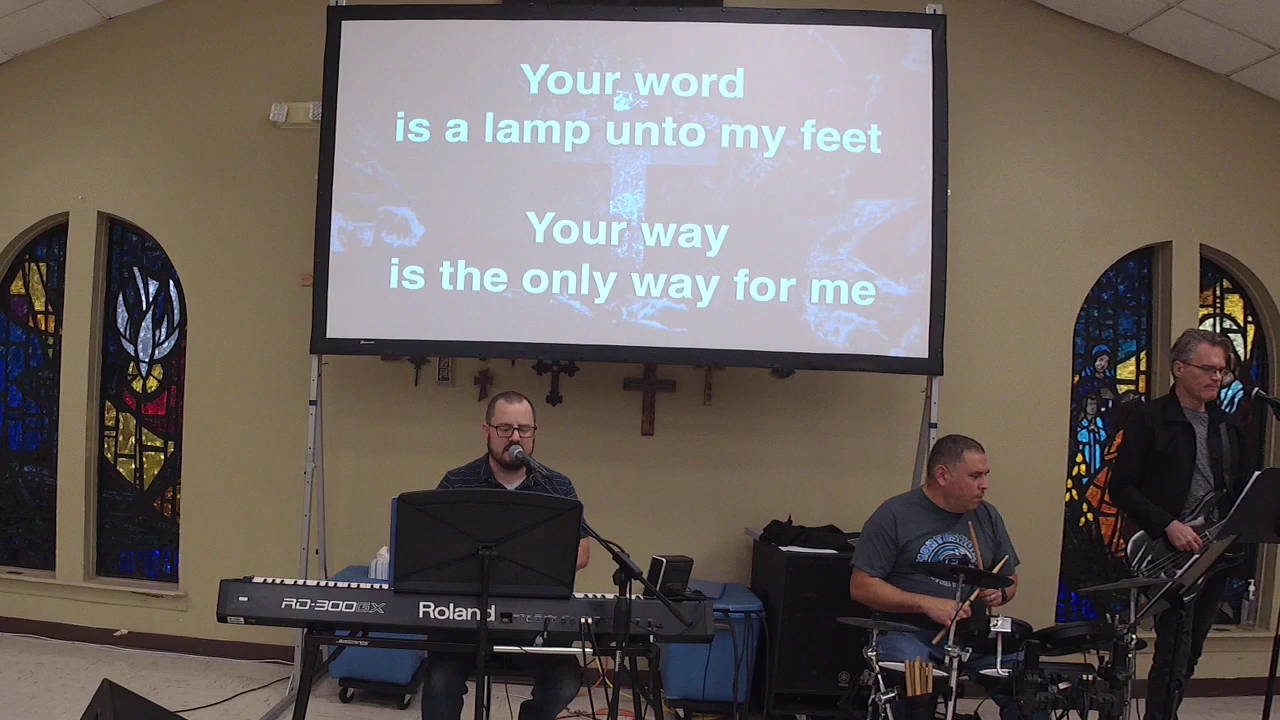 Your word
is a lamp unto my feet
Your way
is the only way for me
RD-300GX
Roland